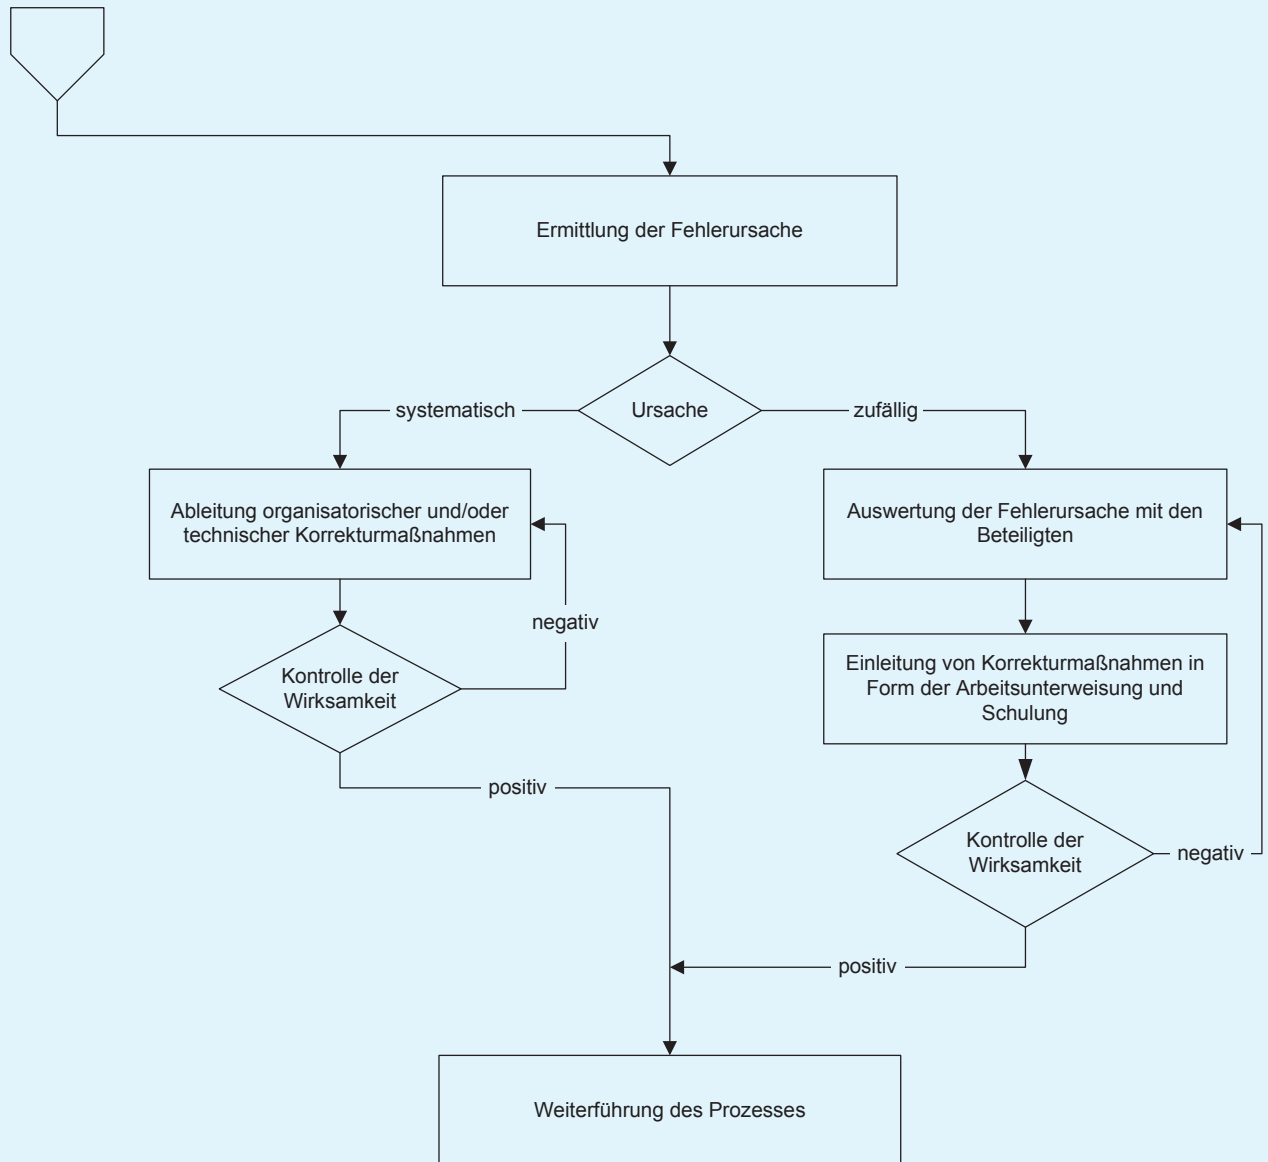 Ermittlung der Fehlerursache
systematisch
Ursache
zufällig
Ableitung organisatorischer und/oder
technischer Korrekturmaßnahmen
Auswertung der Fehlerursache mit den
Beteiligten
negativ
Kontrolle der
Wirksamkeit
Einleitung von Korrekturmaßnahmen in
Form der Arbeitsunterweisung und
Schulung
positiv
Kontrolle der
Wirksamkeit
negativ
positiv
Weiterführung des Prozesses